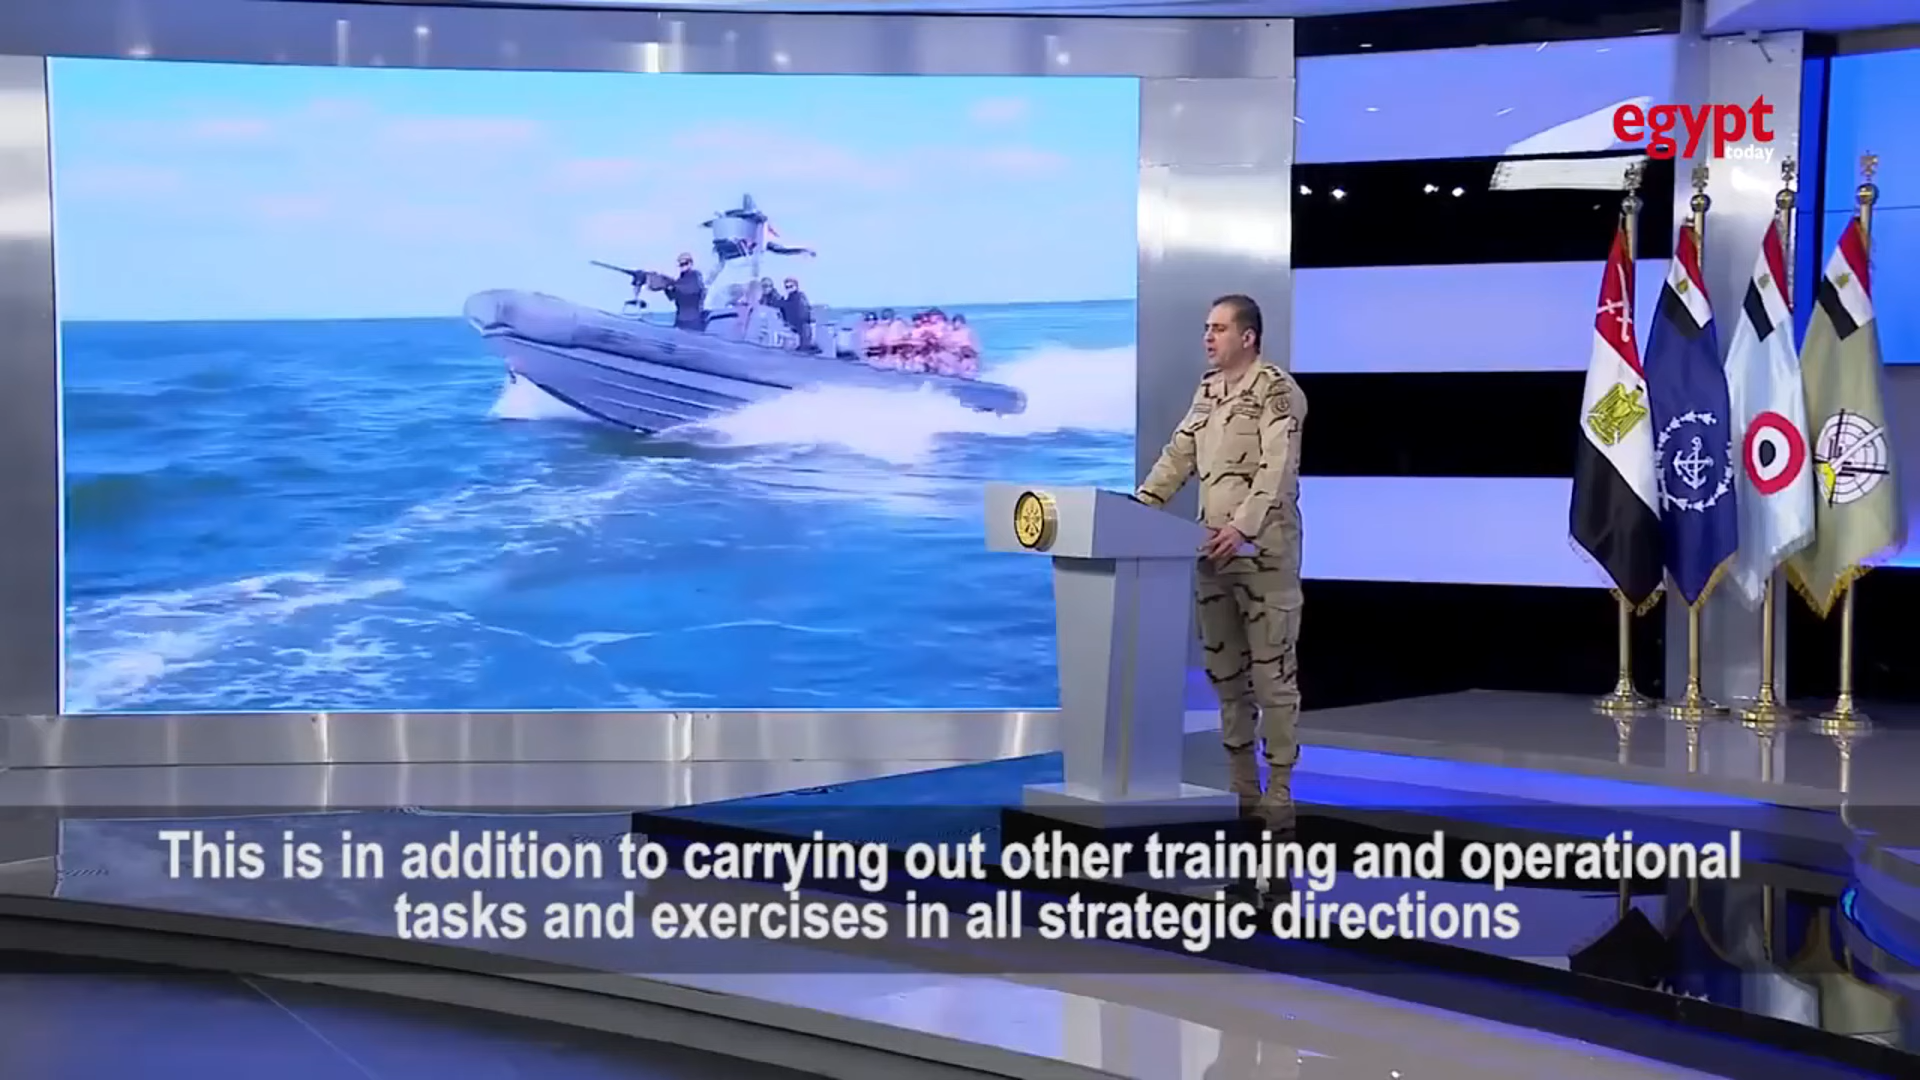 egypt
today
This is in addition to carrying out other training and operational
tasks and exercises in all strategic directions